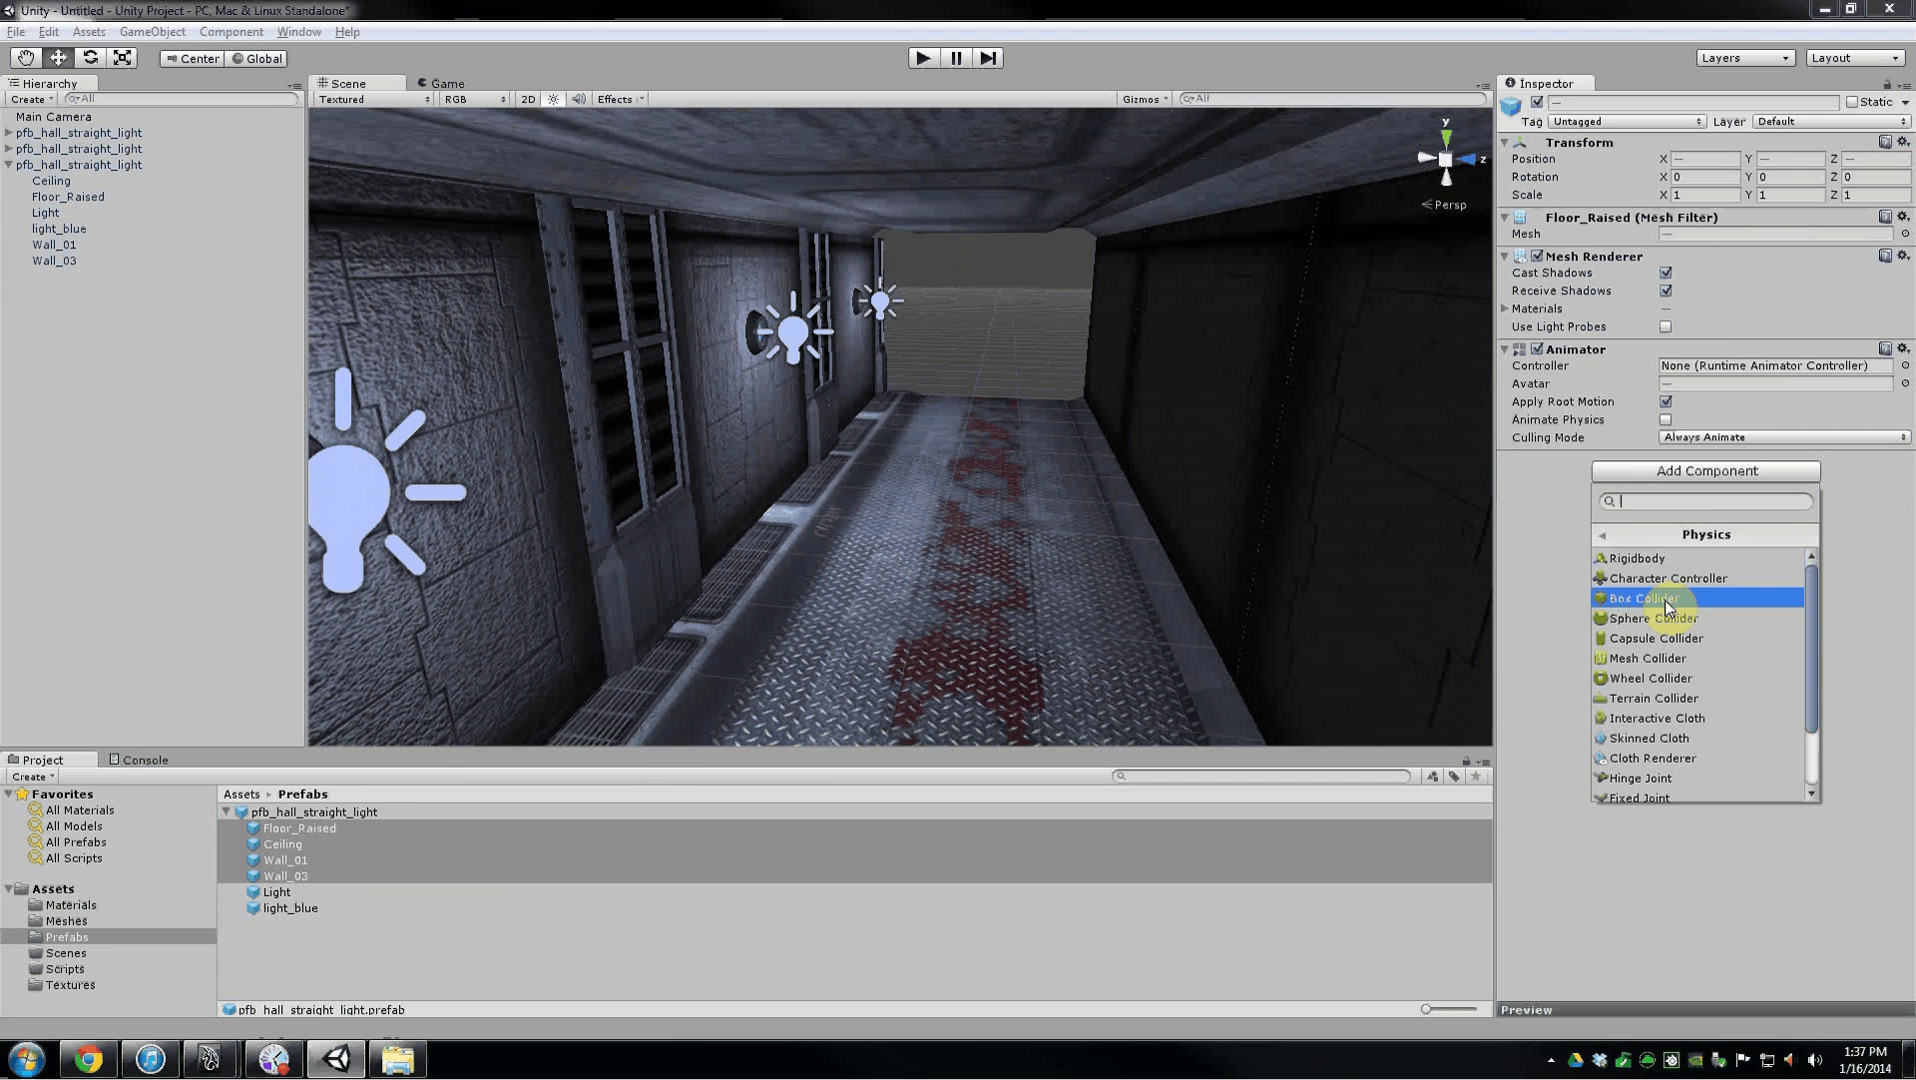 Unity - Untitled - Unity Project - PC, Mac & Linux Standalone*
File Edit Assets GameObject Component Window Help
Center Global
Layers Layout
Hierarchy
Create All
Main Camera
pfb_hall_straight_light
pfb_hall_straight_light
pfb_hall_straight_light
Ceiling
Floor_Raised
Light
light_blue
Wall_01
Wall_03
Scene Game
Textured RGB 2D Effects Gizmos All
y
z
Persp
Inspector
— Static
Tag Untagged Layer Default
Transform
Position X — Y — Z —
Rotation X 0 Y 0 Z 0
Scale X 1 Y 1 Z 1
Floor_Raised (Mesh Filter)
Mesh —
Mesh Renderer
Cast Shadows
Receive Shadows
Materials —
Use Light Probes
Animator
Controller None (Runtime Animator Controller)
Avatar —
Apply Root Motion
Animate Physics
Culling Mode Always Animate
Add Component
Physics
Rigidbody
Character Controller
Box Collider
Sphere Collider
Capsule Collider
Mesh Collider
Wheel Collider
Terrain Collider
Interactive Cloth
Skinned Cloth
Cloth Renderer
Hinge Joint
Fixed Joint
Project Console
Create
Favorites
All Materials
All Models
All Prefabs
All Scripts
Assets
Materials
Meshes
Prefabs
Scenes
Scripts
Textures
Assets Prefabs
pfb_hall_straight_light
Floor_Raised
Ceiling
Wall_01
Wall_03
Light
light_blue
pfb_hall_straight_light.prefab
Preview
1:37 PM
1/16/2014